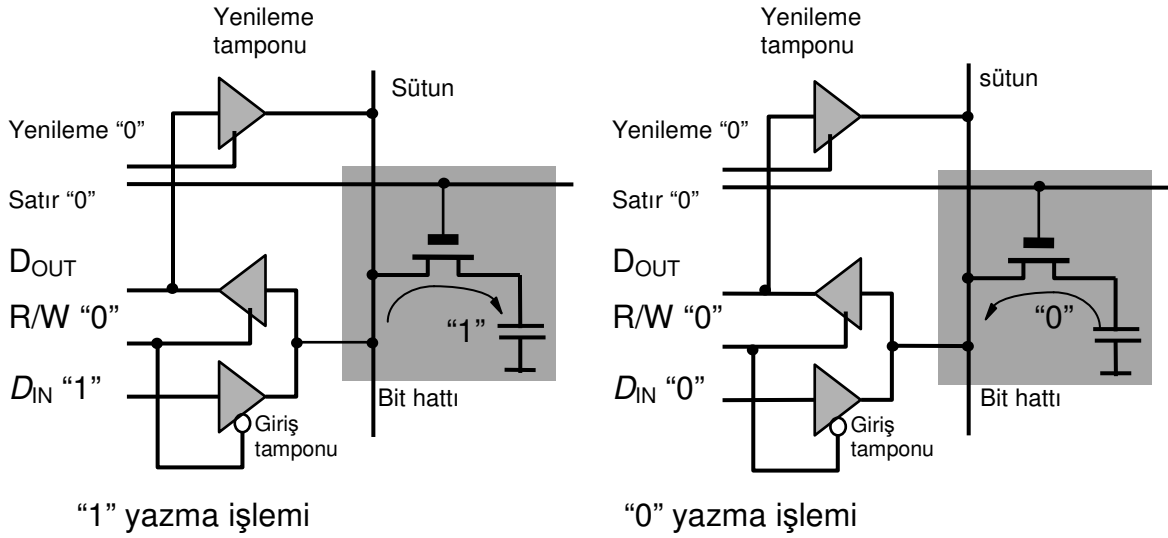 Yenileme
tamponu
Sütun
Yenileme “0”
Satır “0”
DOUT
R/W “0”
“1”
DIN “1”
Bit hattı
Giriş
tamponu
“1” yazma işlemi
Yenileme
tamponu
sütun
Yenileme “0”
Satır “0”
DOUT
R/W “0”
“0”
DIN “0”
Bit hattı
Giriş
tamponu
“0” yazma işlemi